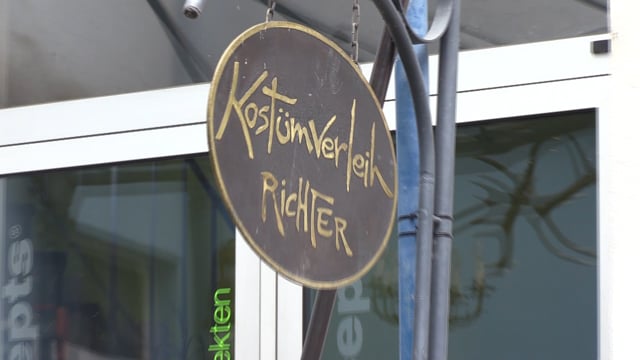 Kostümverleih
RICHTER
epts®
ekten